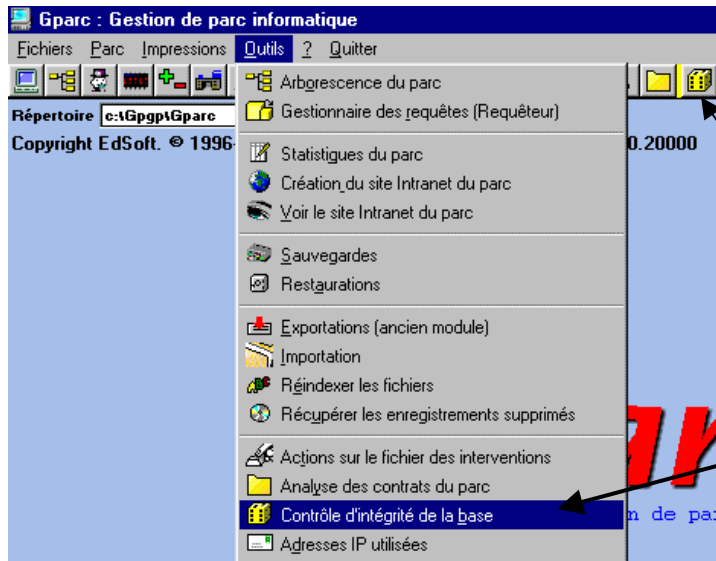 Gparc : Gestion de parc informatique
Fichiers Parc Impressions Outils ? Quitter
Répertoire c:\Gpgp\Gparc
Copyright EdSoft. © 1996- 0.20000
Arborescence du parc
Gestionnaire des requêtes (Requêteur)
Statistigues du parc
Création du site Intranet du parc
Voir le site Intranet du parc
Sauvegardes
Restaurations
Exportations (ancien module)
Importation
Réindexer les fichiers
Récupérer les enregistrements supprimés
Actions sur le fichier des interventions
Analyse des contrats du parc
Contrôle d'intégrité de la base
n de par
Adresses IP utilisées